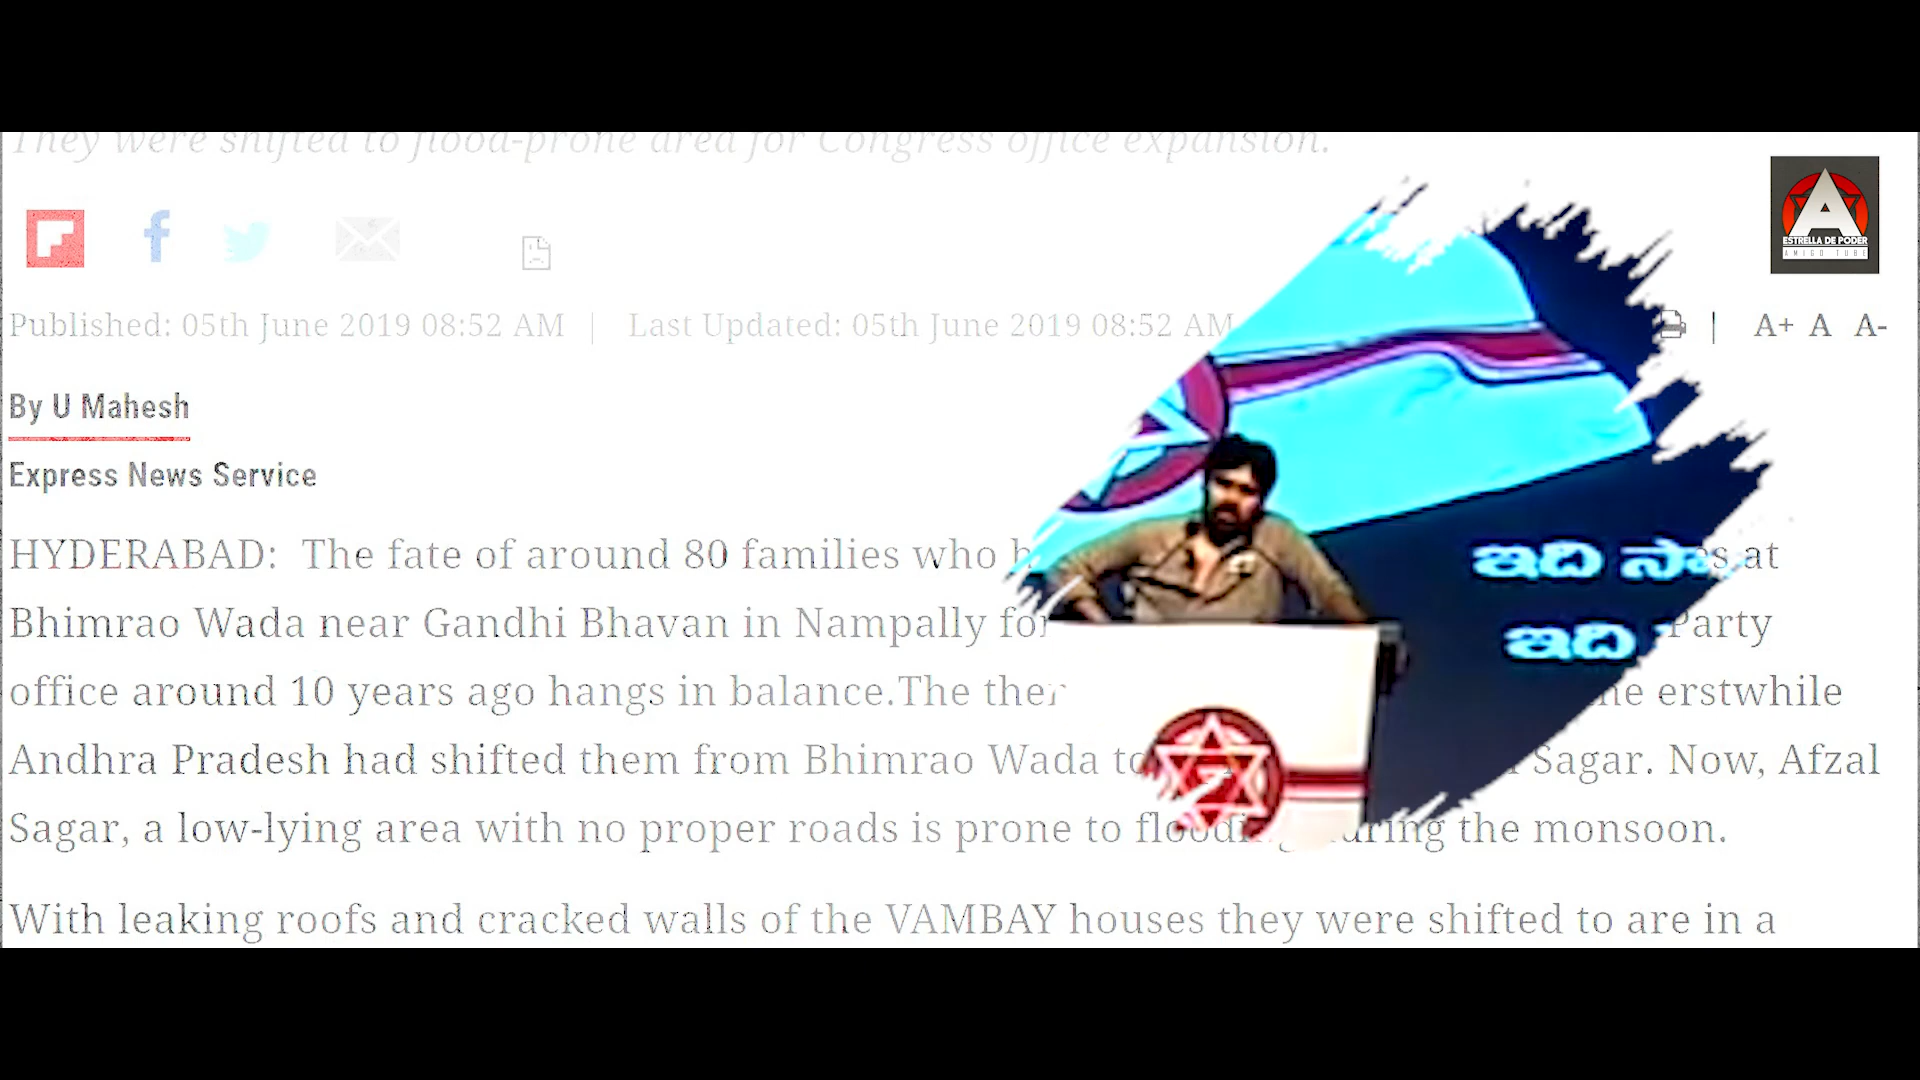 They were shifted to flood-prone area for Congress office expansion.
A
ESTRELLA DE PODER
AMIGO TUBE
Published: 05th June 2019 08:52 AM | Last Updated: 05th June 2019 08:52 AM | A+ A A-
By U Mahesh
Express News Service
HYDERABAD: The fate of around 80 families who at
Bhimrao Wada near Gandhi Bhavan in Nampally for Party
office around 10 years ago hangs in balance.The erstwhile
Andhra Pradesh had shifted them from Bhimrao Wada to Sagar. Now, Afzal
Sagar, a low-lying area with no proper roads is prone to flooding during the monsoon.
With leaking roofs and cracked walls of the VAMBAY houses they were shifted to are in a
ఇది
ఇది